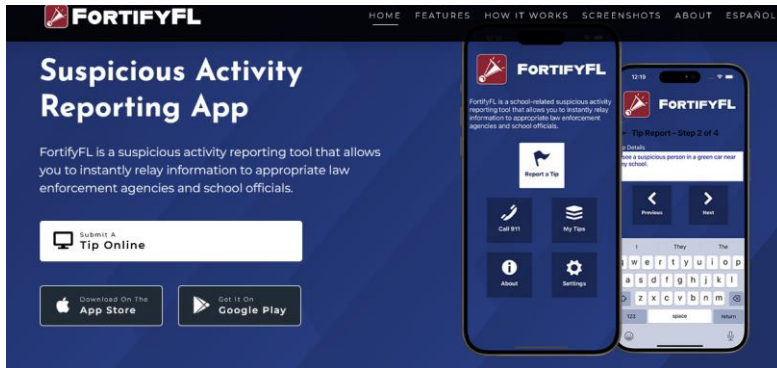 FORTIFYFL
HOME FEATURES HOW IT WORKS SCREENSHOTS ABOUT ESPAÑOL
Suspicious Activity
Reporting App
FortifyFL is a suspicious activity reporting tool that allows
you to instantly relay information to appropriate law
enforcement agencies and school officials.
Submit A
Tip Online
Download On The
App Store
Get It On
Google Play
FORTIFYFL
FortifyFL is a school-related suspicious activity
reporting tool that allows you to instantly relay
information to appropriate law enforcement
agencies and school officials.
Report a Tip
Call 911
My Tips
About
Settings
12:19
FORTIFYFL
Tip Report - Step 2 of 4
Details
see a suspicious person in a green car near
my school.
Previous
Next
I They The
w e r t y u i o p
a s d f g h j k l
z x c v b n m
123 space return